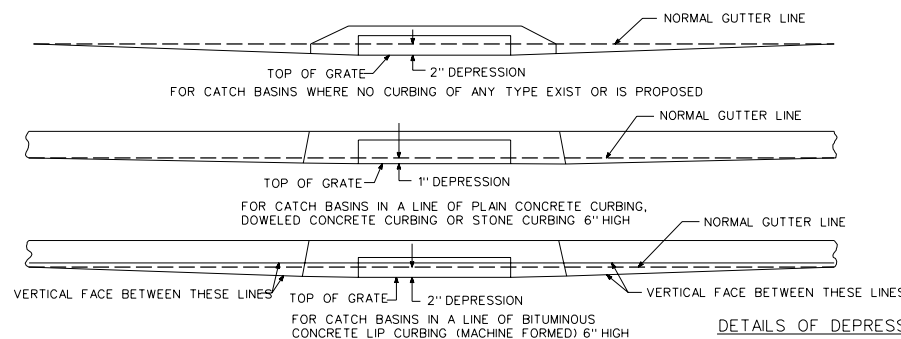 NORMAL GUTTER LINE
TOP OF GRATE
2" DEPRESSION
FOR CATCH BASINS WHERE NO CURBING OF ANY TYPE EXIST OR IS PROPOSED
NORMAL GUTTER LINE
TOP OF GRATE
1" DEPRESSION
FOR CATCH BASINS IN A LINE OF PLAIN CONCRETE CURBING,
DOWELED CONCRETE CURBING OR STONE CURBING 6" HIGH
NORMAL GUTTER LINE
VERTICAL FACE BETWEEN THESE LINES
TOP OF GRATE
2" DEPRESSION
VERTICAL FACE BETWEEN THESE LINES
FOR CATCH BASINS IN A LINE OF BITUMINOUS
CONCRETE LIP CURBING (MACHINE FORMED) 6" HIGH
DETAILS OF DEPRESS